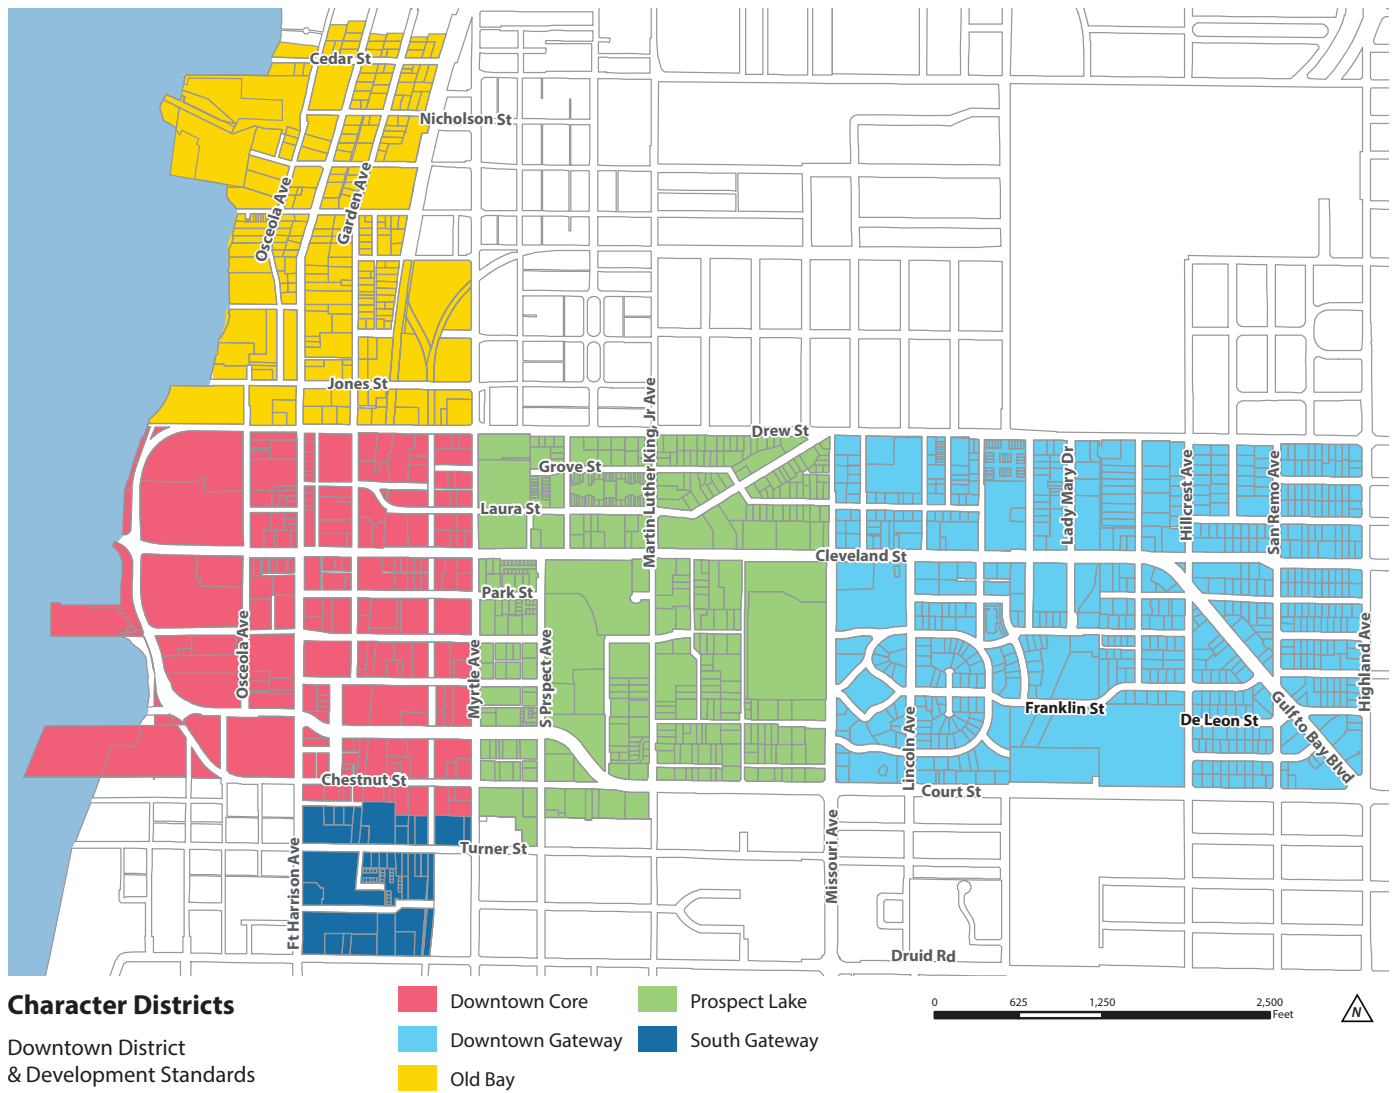 Cedar St
Nicholson St
Osceola Ave
Garden Ave
Jones St
Martin Luther King, Jr Ave
Drew St
Grove St
Laura St
Lady Mary Dr
Hillcrest Ave
San Remo Ave
Cleveland St
Park St
Osceola Ave
Myrtle Ave
S Prspect Ave
Highland Ave
Franklin St
De Leon St
Gulf to Bay Blvd
Lincoln Ave
Chestnut St
Court St
Turner St
Ft Harrison Ave
Missouri Ave
Druid Rd
Character Districts
Downtown District
& Development Standards
Downtown Core
Downtown Gateway
Old Bay
Prospect Lake
South Gateway
0 625 1,250 2,500
Feet
N